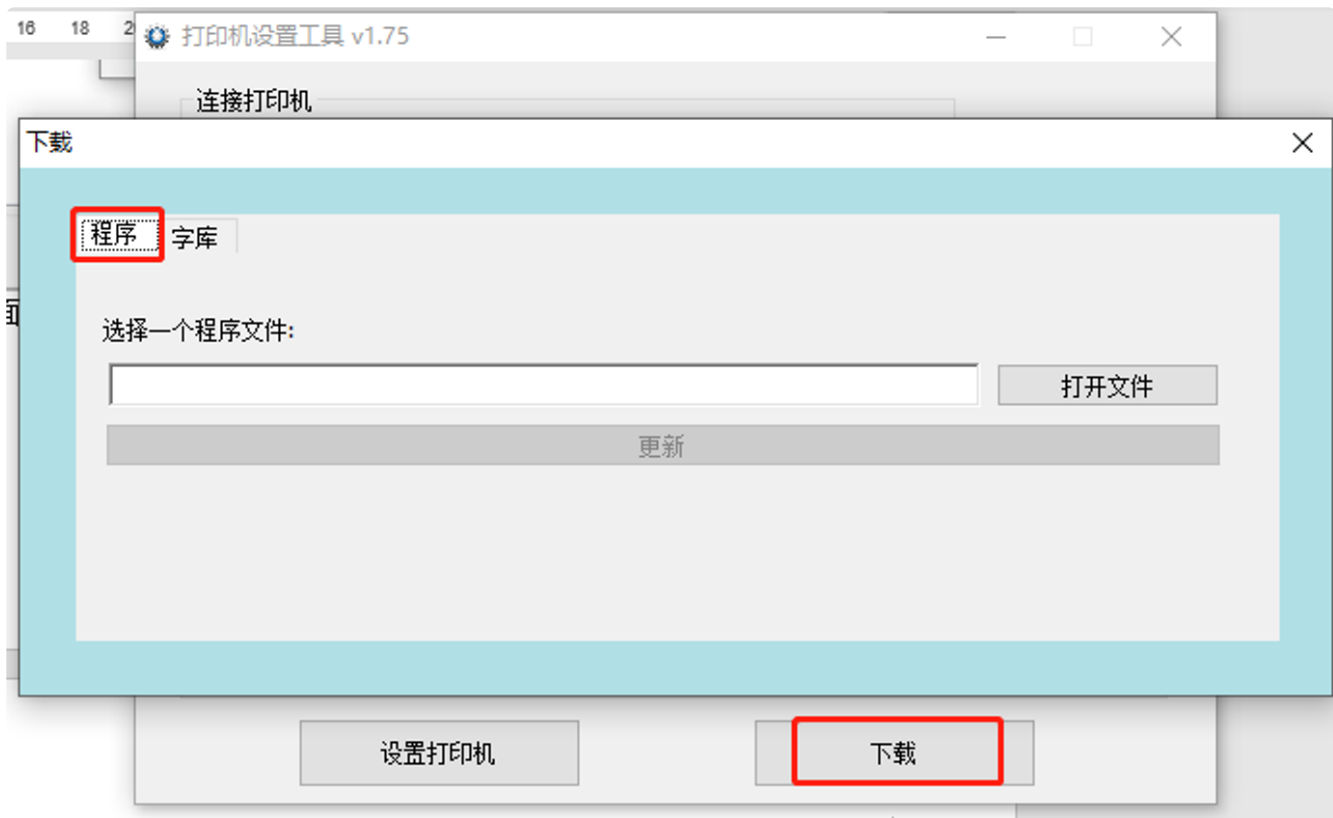 16 18 2
打印机设置工具 v1.75
连接打印机
下载
程序 字库
面
选择一个程序文件:
打开文件
更新
设置打印机 下载